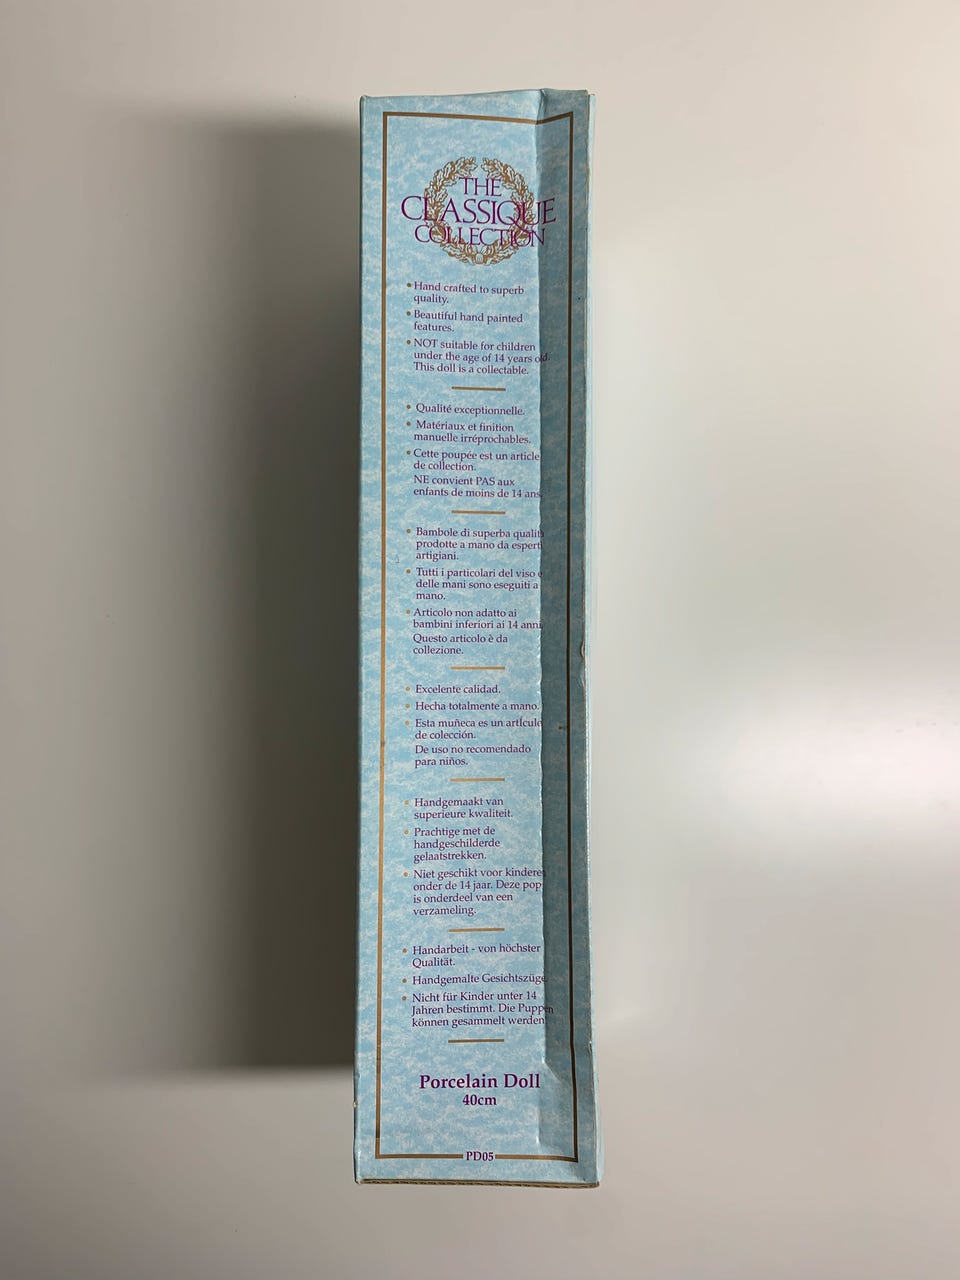 THE
CLASSIQUE
COLLECTION
• Hand crafted to superb
quality.
• Beautiful hand painted
features.
• NOT suitable for children
under the age of 14 years old.
This doll is a collectable.
• Qualité exceptionnelle.
• Matériaux et finition
manuelle irréprochables.
• Cette poupée est un article
de collection.
NE convient PAS aux
enfants de moins de 14 ans.
• Bambole di superba qualità
prodotte a mano da esperti
artigiani.
• Tutti i particolari del viso e
delle mani sono eseguiti a
mano.
• Articolo non adatto ai
bambini inferiori ai 14 anni.
Questo articolo è da
collezione.
• Excelente calidad.
• Hecha totalmente a mano.
• Esta muñeca es un artículo
de colección.
De uso no recomendado
para niños.
• Handgemaakt van
superieure kwaliteit.
• Prachtige met de
handgeschilderde
gelaatstrekken.
• Niet geschikt voor kinderen
onder de 14 jaar. Deze pop
is onderdeel van een
verzameling.
• Handarbeit - von höchster
Qualität.
• Handgemalte Gesichtszüge.
• Nicht für Kinder unter 14
Jahren bestimmt. Die Puppen
können gesammelt werden.
Porcelain Doll
40cm
PD05